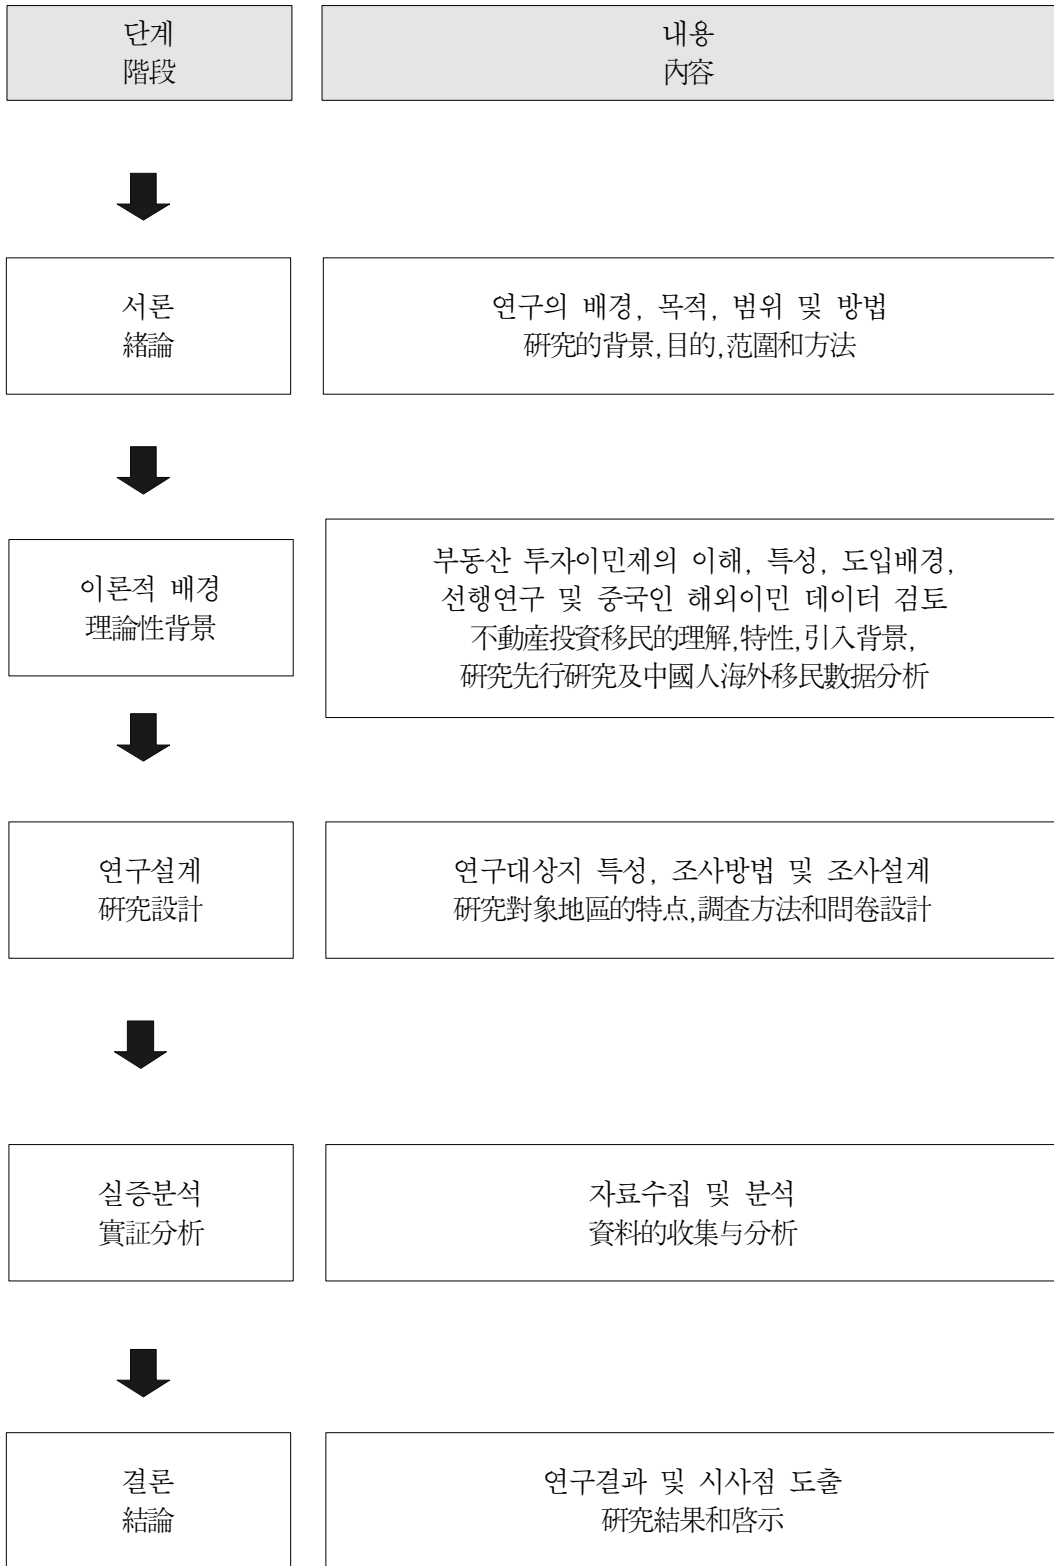 단계
階段
내용
內容
서론
緖論
연구의 배경, 목적, 범위 및 방법
硏究的背景,目的,范圍和方法
이론적 배경
理論性背景
부동산 투자이민제의 이해, 특성, 도입배경,
선행연구 및 중국인 해외이민 데이터 검토
不動産投資移民的理解,特性,引入背景,
硏究先行硏究及中國人海外移民數据分析
연구설계
硏究設計
연구대상지 특성, 조사방법 및 조사설계
硏究對象地區的特点,調査方法和問卷設計
실증분석
實証分析
자료수집 및 분석
資料的收集与分析
결론
結論
연구결과 및 시사점 도출
硏究結果和啓示